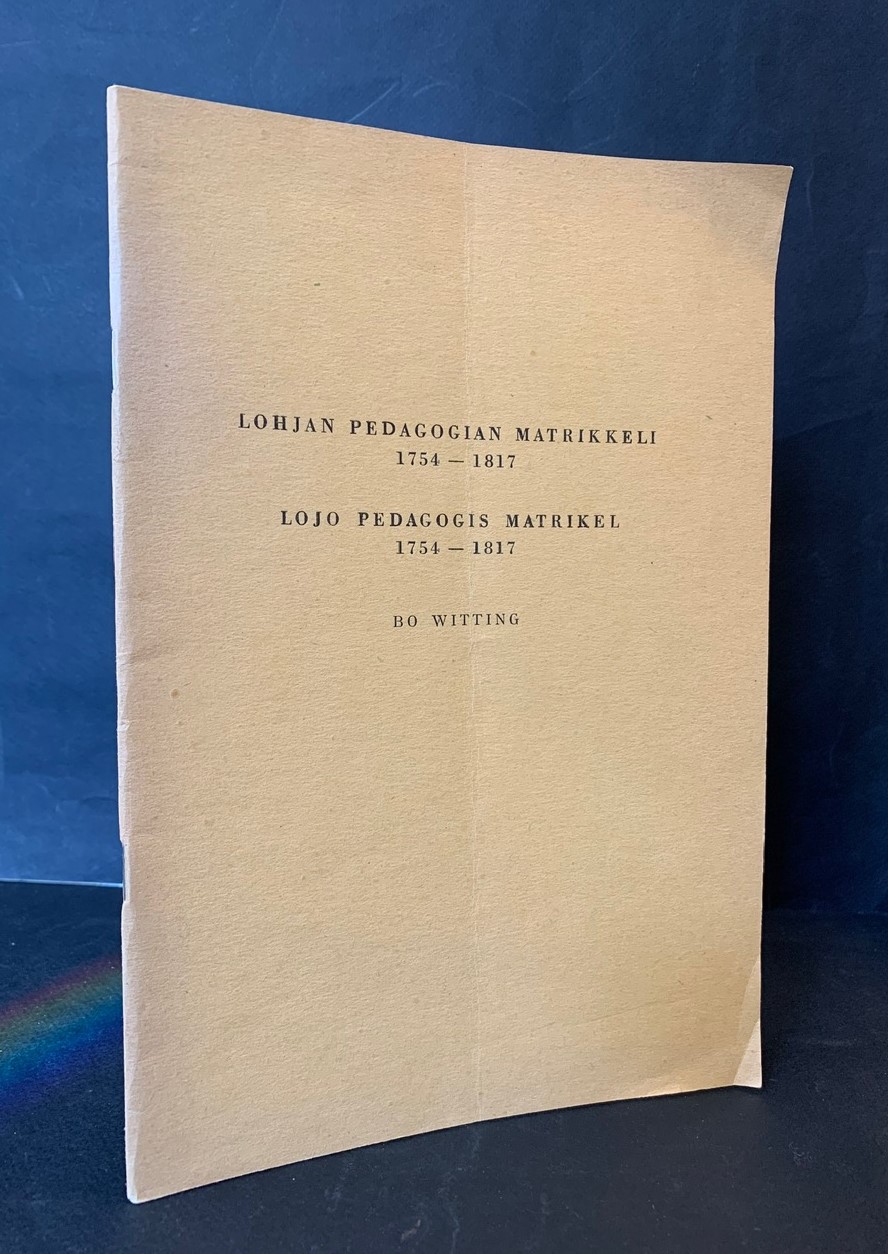 LOHJAN PEDAGOGIAN MATRIKKELI
1754 — 1817
LOJO PEDAGOGIS MATRIKEL
1754 — 1817
BO WITTING